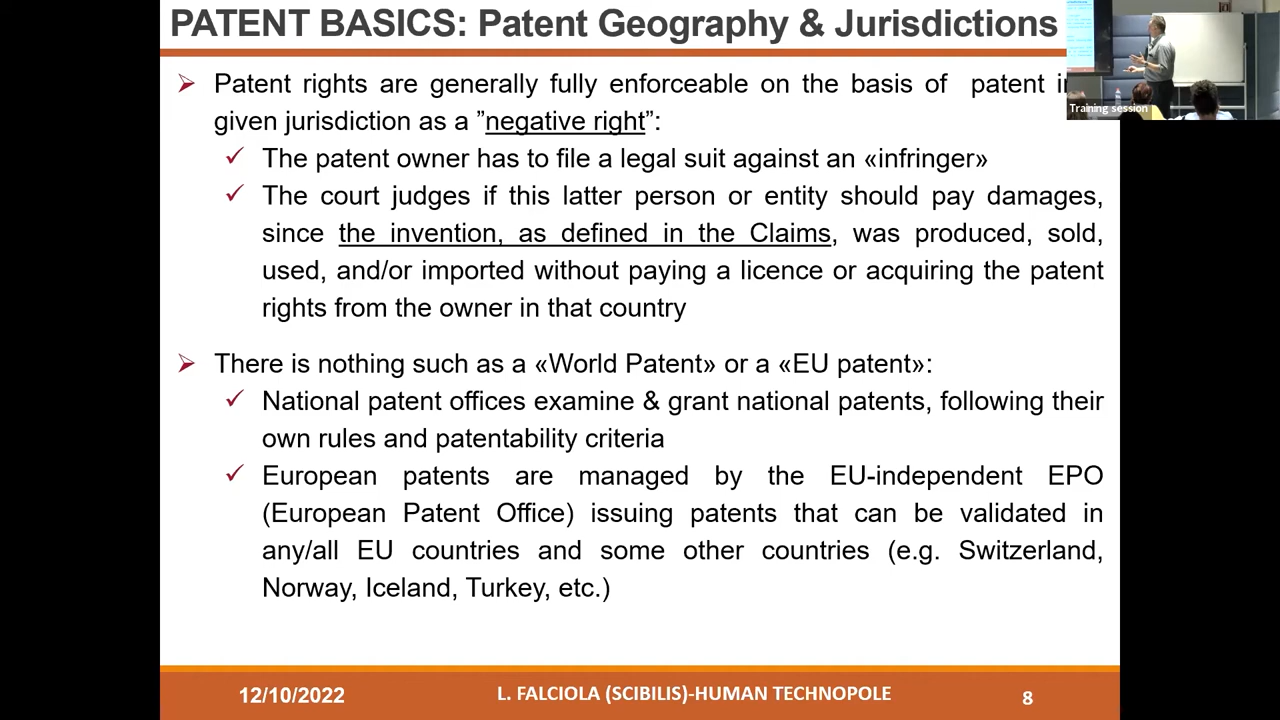 PATENT BASICS: Patent Geography & Jurisdictions
Training session
➢ Patent rights are generally fully enforceable on the basis of patent in
given jurisdiction as a ”negative right”:
✓ The patent owner has to file a legal suit against an «infringer»
✓ The court judges if this latter person or entity should pay damages,
since the invention, as defined in the Claims, was produced, sold,
used, and/or imported without paying a licence or acquiring the patent
rights from the owner in that country
➢ There is nothing such as a «World Patent» or a «EU patent»:
✓ National patent offices examine & grant national patents, following their
own rules and patentability criteria
✓ European patents are managed by the EU-independent EPO
(European Patent Office) issuing patents that can be validated in
any/all EU countries and some other countries (e.g. Switzerland,
Norway, Iceland, Turkey, etc.)
12/10/2022
L. FALCIOLA (SCIBILIS)-HUMAN TECHNOPOLE
8